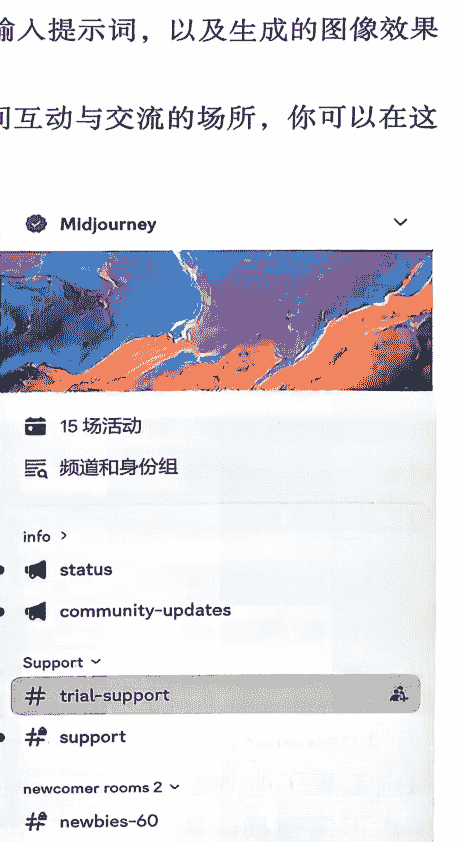 输入提示词，以及生成的图像效果
间互动与交流的场所，你可以在这
Midjourney
15 场活动
频道和身份组
info
status
community-updates
Support
trial-support
support
newcomer rooms 2
newbies-60